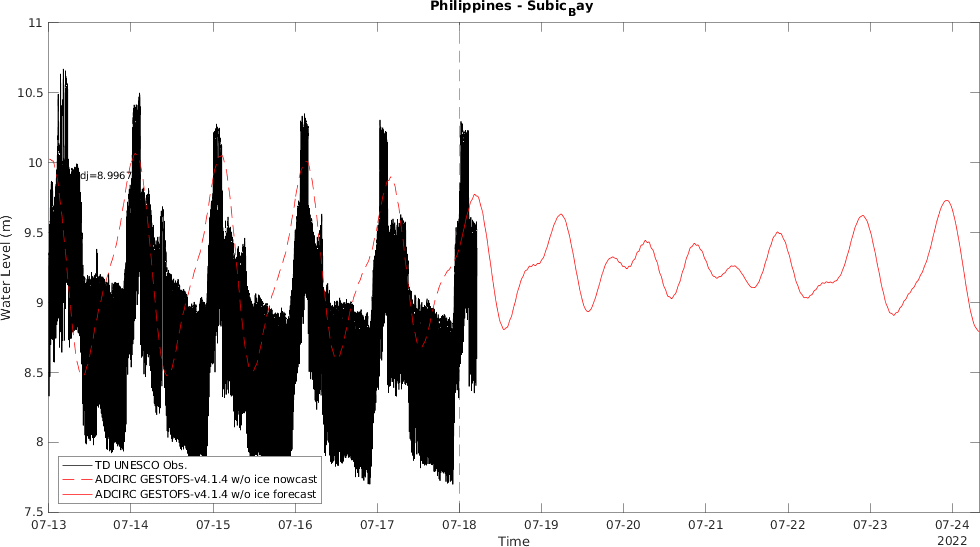 Philippines - Subic_Bay
11
10.5
10
9.5
9
8.5
8
7.5
Water Level (m)
dj=8.9967
TD UNESCO Obs.
ADCIRC GESTOFS-v4.1.4 w/o ice nowcast
ADCIRC GESTOFS-v4.1.4 w/o ice forecast
07-13 07-14 07-15 07-16 07-17 07-18 07-19 07-20 07-21 07-22 07-23 07-24
Time
2022